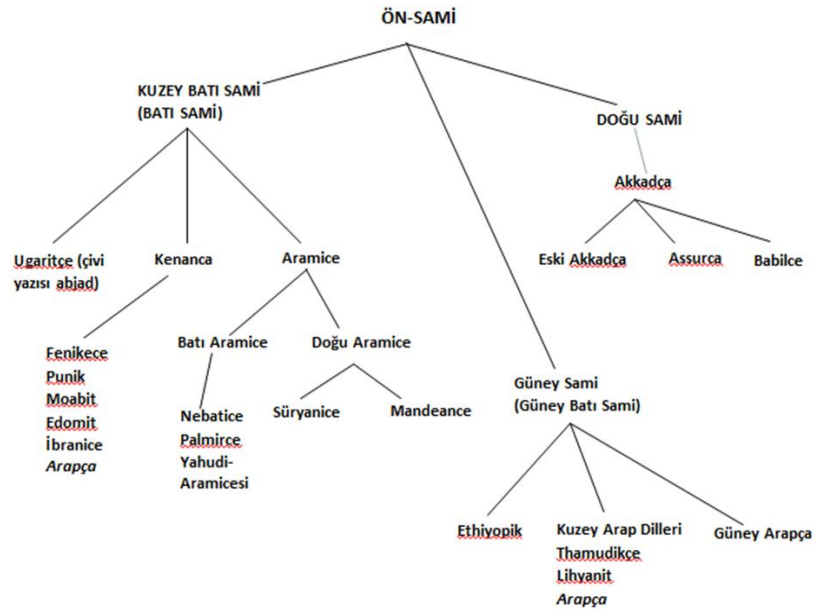 ÖN-SAMİ
KUZEY BATI SAMİ
(BATI SAMİ)
DOĞU SAMİ
Akkadça
Ugaritçe (çivi
yazısı abjad)
Kenanca
Aramice
Eski Akkadça
Assurca
Babilce
Fenikece
Punik
Moabit
Edomit
İbranice
Arapça
Batı Aramice
Doğu Aramice
Nebatice
Palmirce
Yahudi-
Aramicesi
Süryanice
Mandeance
Güney Sami
(Güney Batı Sami)
Ethiyopik
Kuzey Arap Dilleri
Thamudikçe
Lihyanit
Arapça
Güney Arapça